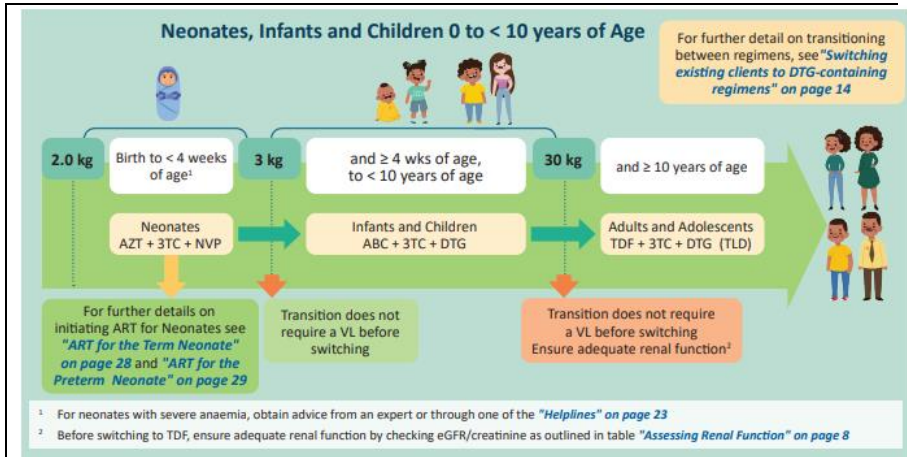 Neonates, Infants and Children 0 to < 10 years of Age
For further detail on transitioning
between regimens, see "Switching
existing clients to DTG-containing
regimens" on page 14
2.0 kg
Birth to < 4 weeks
of age¹
3 kg
and ≥ 4 wks of age,
to < 10 years of age
30 kg
and ≥ 10 years of age
Neonates
AZT + 3TC + NVP
Infants and Children
ABC + 3TC + DTG
Adults and Adolescents
TDF + 3TC + DTG (TLD)
For further details on
initiating ART for Neonates see
"ART for the Term Neonate"
on page 28 and "ART for the
Preterm Neonate" on page 29
Transition does not
require a VL before
switching
Transition does not require
a VL before switching
Ensure adequate renal function²
¹ For neonates with severe anaemia, obtain advice from an expert or through one of the "Helplines" on page 23
² Before switching to TDF, ensure adequate renal function by checking eGFR/creatinine as outlined in table "Assessing Renal Function" on page 8